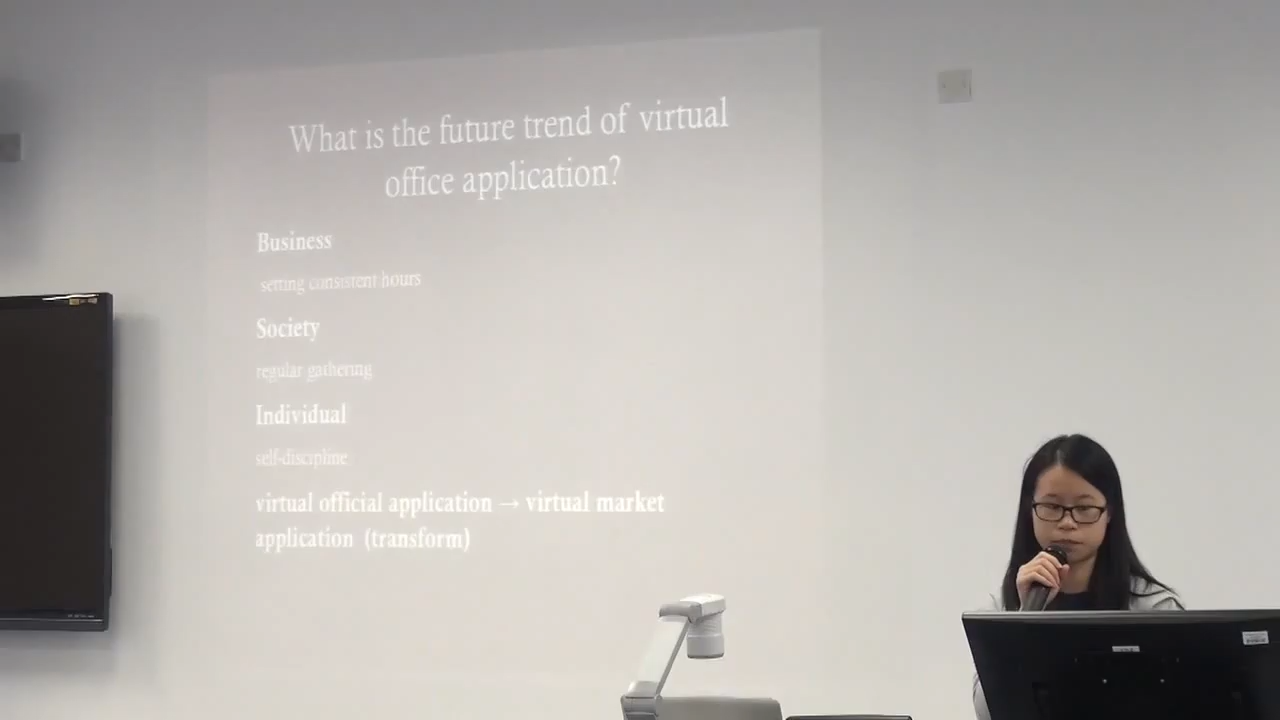 What is the future trend of virtual
office application?
Business
setting consistent hours
Society
regular gathering
Individual
self-discipline
virtual official application → virtual market
application (transform)